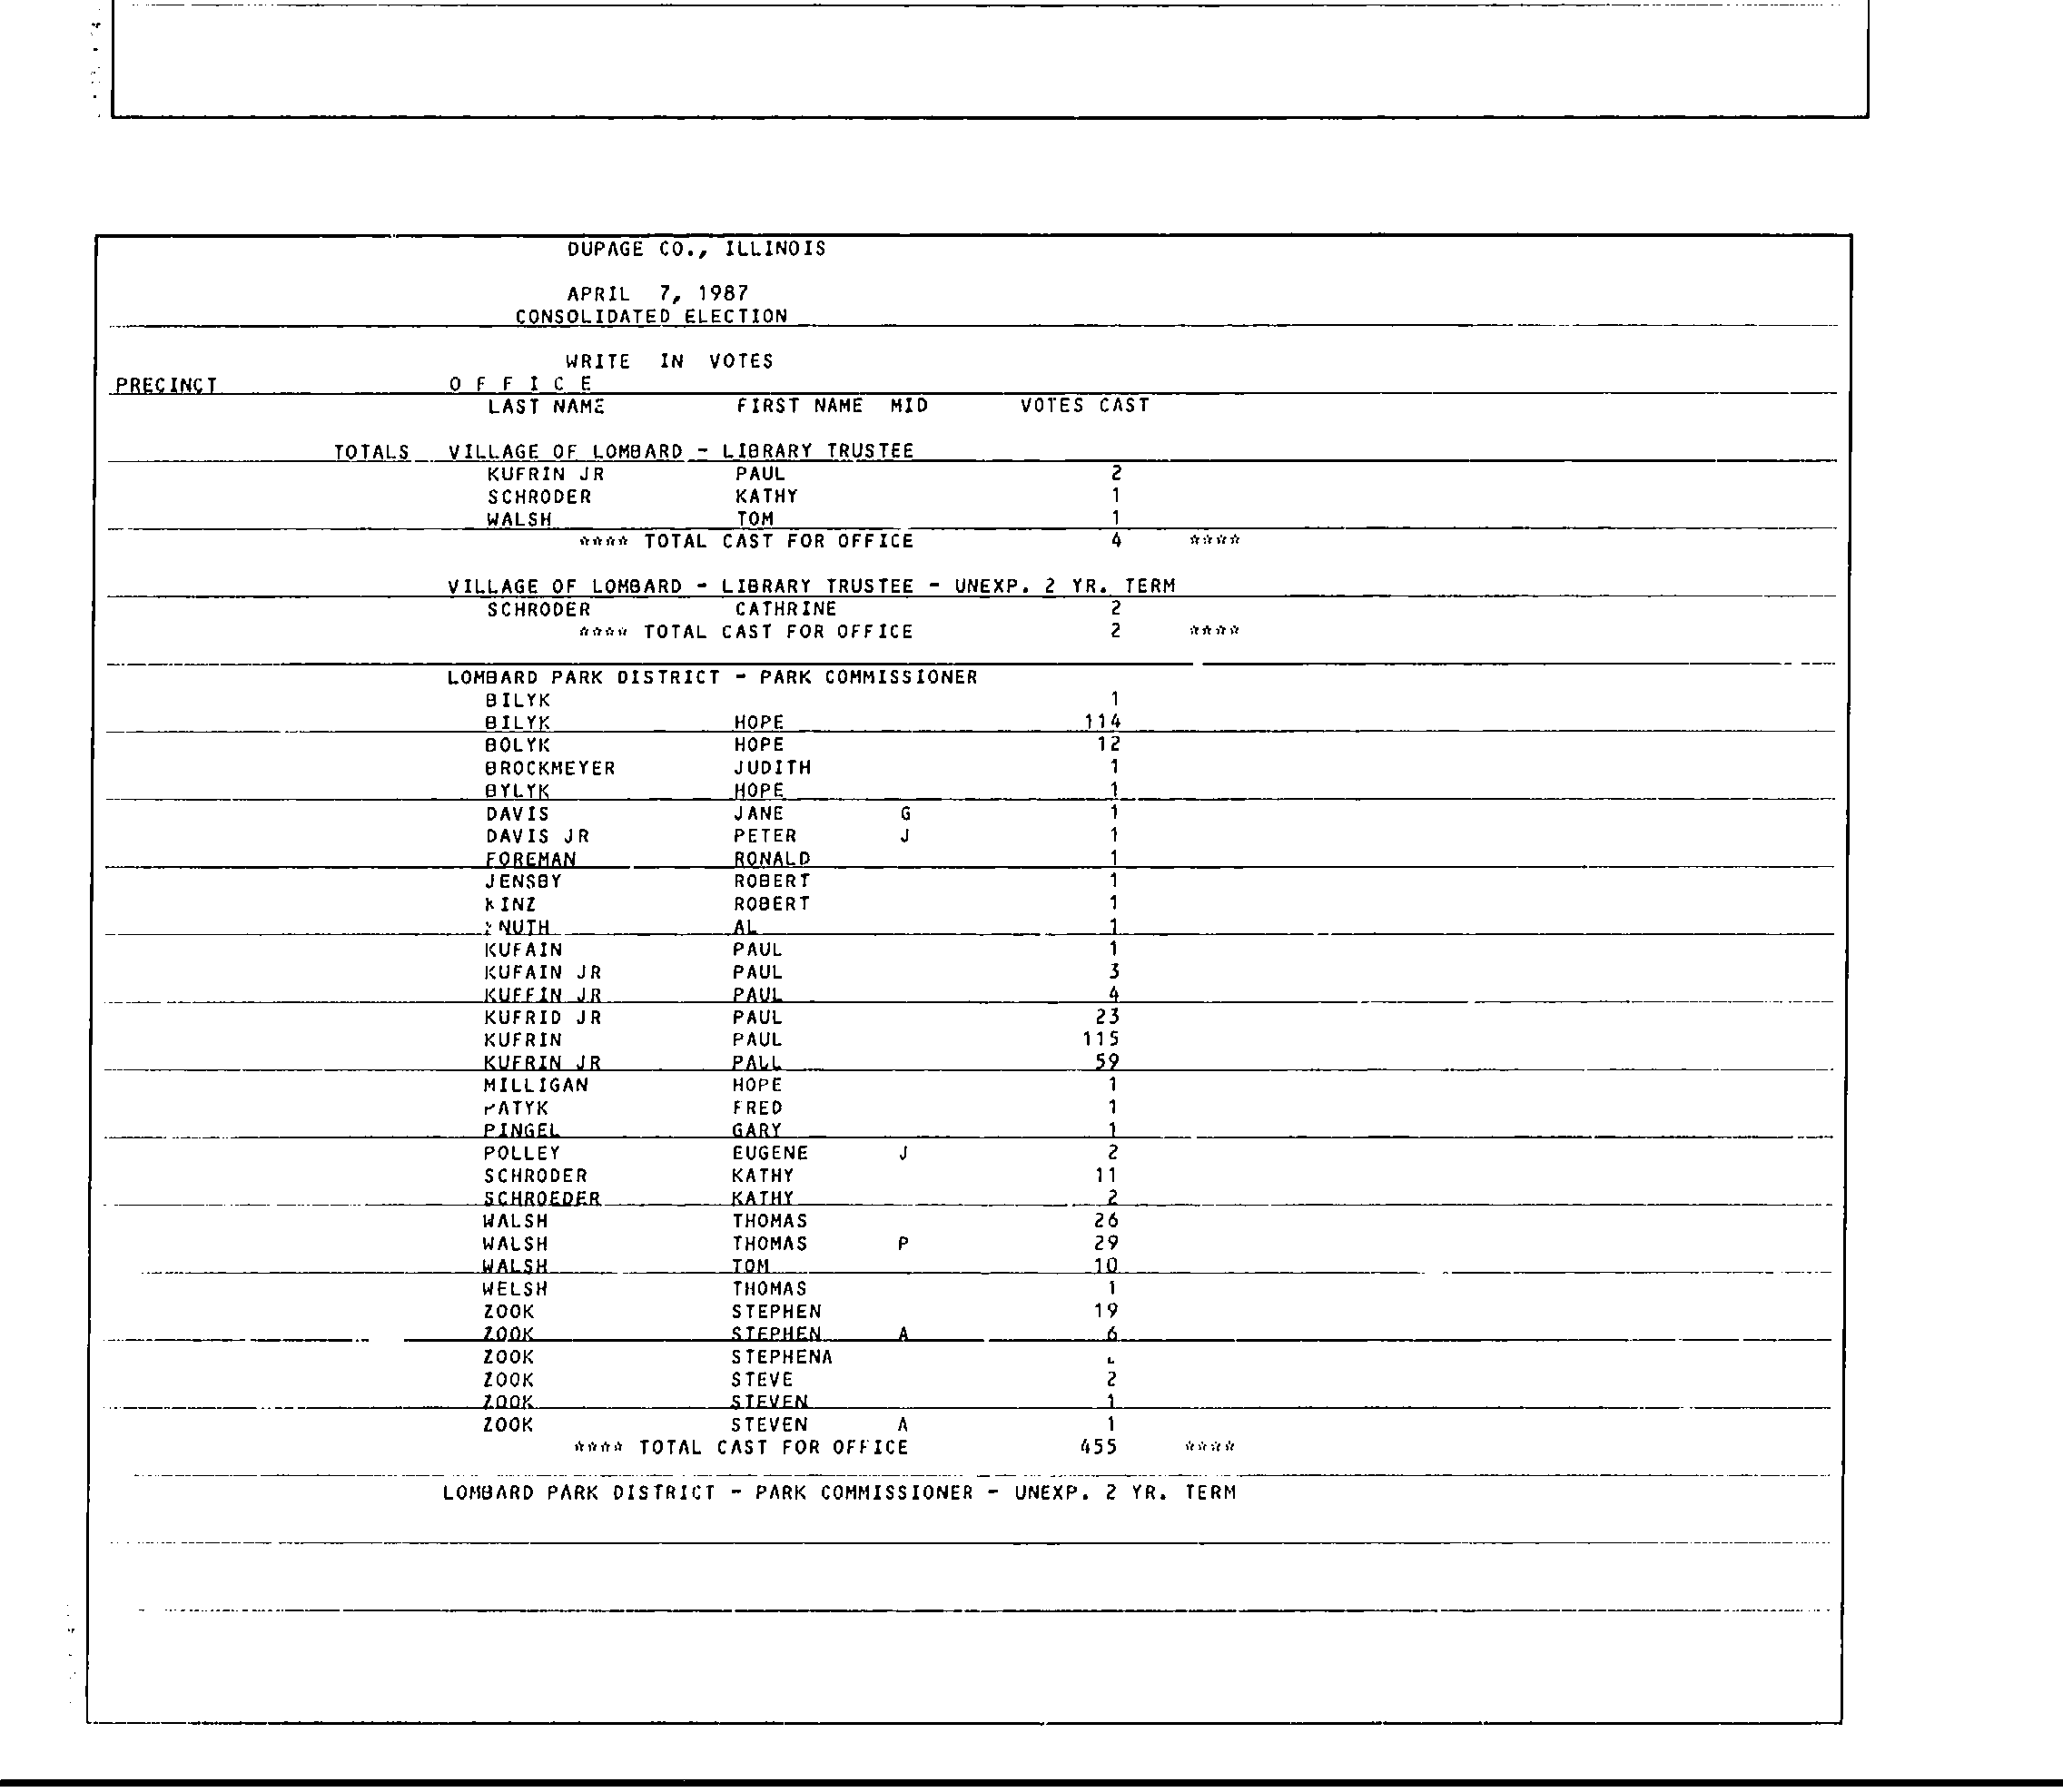 DUPAGE CO., ILLINOIS
APRIL 7, 1987
CONSOLIDATED ELECTION
WRITE IN VOTES
PRECINCT O F F I C E
LAST NAME FIRST NAME MID VOTES CAST
TOTALS VILLAGE OF LOMBARD - LIBRARY TRUSTEE
KUFRIN JR PAUL 2
SCHRODER KATHY 1
WALSH TOM 1
**** TOTAL CAST FOR OFFICE 4 ****
VILLAGE OF LOMBARD - LIBRARY TRUSTEE - UNEXP. 2 YR. TERM
SCHRODER CATHRINE 2
**** TOTAL CAST FOR OFFICE 2 ****
LOMBARD PARK DISTRICT - PARK COMMISSIONER
BILYK 1
BILYK HOPE 114
BOLYK HOPE 12
BROCKMEYER JUDITH 1
BYLYK HOPE 1
DAVIS JANE G 1
DAVIS JR PETER J 1
FOREMAN RONALD 1
JENSBY ROBERT 1
KINZ ROBERT 1
KNUTH AL 1
KUFAIN PAUL 1
KUFAIN JR PAUL 3
KUFFIN JR PAUL 4
KUFRID JR PAUL 23
KUFRIN PAUL 115
KUFRIN JR PALL 59
MILLIGAN HOPE 1
PATYK FRED 1
PINGEL GARY 1
POLLEY EUGENE J 2
SCHRODER KATHY 11
SCHROEDER KATHY 2
WALSH THOMAS 26
WALSH THOMAS P 29
WALSH TOM 10
WELSH THOMAS 1
ZOOK STEPHEN 19
ZOOK STEPHEN A 6
ZOOK STEPHENA
ZOOK STEVE 2
ZOOK STEVEN 1
ZOOK STEVEN A 1
**** TOTAL CAST FOR OFFICE 455 ****
LOMBARD PARK DISTRICT - PARK COMMISSIONER - UNEXP. 2 YR. TERM